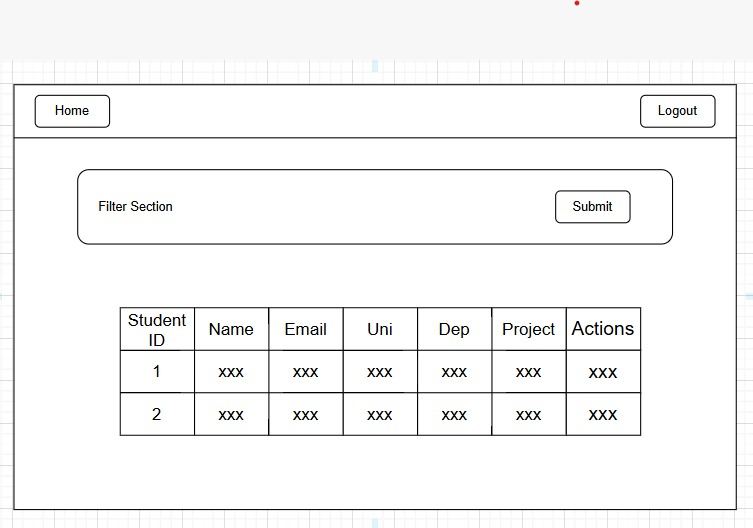 Home
Logout
Filter Section
Submit
Student ID
Name
Email
Uni
Dep
Project
Actions
1
xxx
xxx
xxx
xxx
xxx
xxx
2
xxx
xxx
xxx
xxx
xxx
xxx